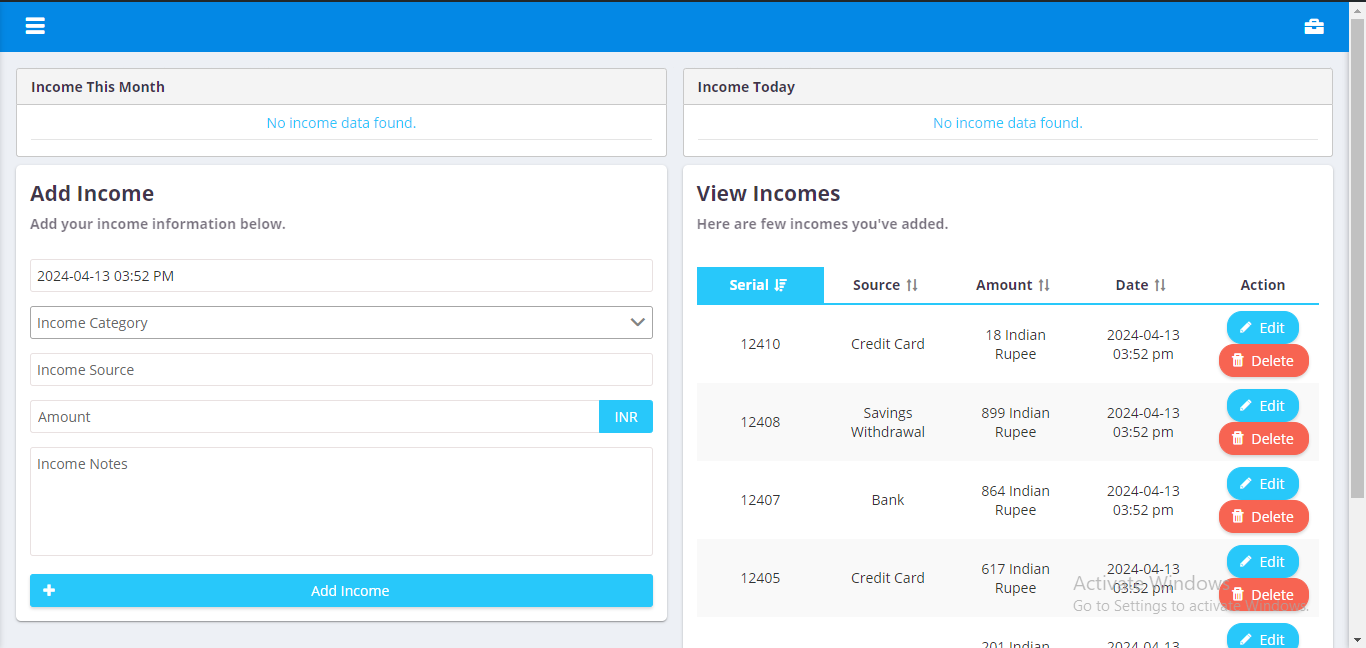 Income This Month
No income data found.
Income Today
No income data found.
Add Income
Add your income information below.
2024-04-13 03:52 PM
Income Category
Income Source
Amount INR
Income Notes
Add Income
View Incomes
Here are few incomes you've added.
Serial Source Amount Date Action
12410 Credit Card 18 Indian Rupee 2024-04-13 03:52 pm Edit Delete
12408 Savings Withdrawal 899 Indian Rupee 2024-04-13 03:52 pm Edit Delete
12407 Bank 864 Indian Rupee 2024-04-13 03:52 pm Edit Delete
12405 Credit Card 617 Indian Rupee 2024-04-13 03:52 pm Edit Delete
201 Indian 2024-04-13 Edit
Activate Windows
Go to Settings to activate Windows.